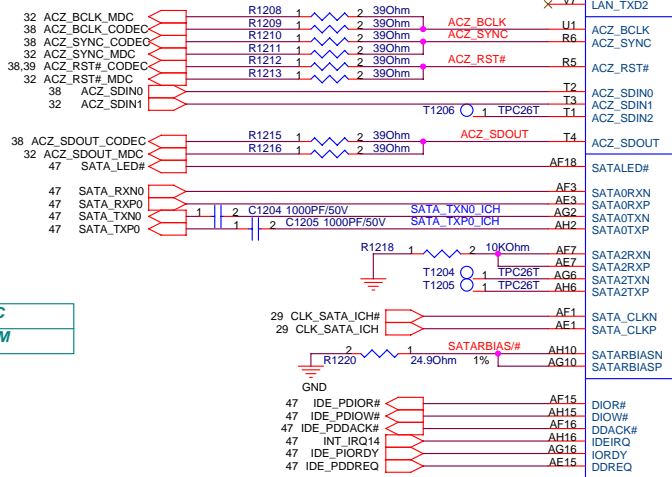 V7 LAN_TXD2
32 ACZ_BCLK_MDC R1208 1 2 39Ohm
38 ACZ_BCLK_CODEC R1209 1 2 39Ohm ACZ_BCLK U1 ACZ_BCLK
38 ACZ_SYNC_CODEC R1210 1 2 39Ohm ACZ_SYNC R6 ACZ_SYNC
32 ACZ_SYNC_MDC R1211 1 2 39Ohm
38,39 ACZ_RST#_CODEC R1212 1 2 39Ohm ACZ_RST# R5 ACZ_RST#
32 ACZ_RST#_MDC R1213 1 2 39Ohm
38 ACZ_SDIN0 T2 ACZ_SDIN0
32 ACZ_SDIN1 T3 ACZ_SDIN1
T1206 1 TPC26T T1 ACZ_SDIN2
38 ACZ_SDOUT_CODEC R1215 1 2 39Ohm ACZ_SDOUT T4 ACZ_SDOUT
32 ACZ_SDOUT_MDC R1216 1 2 39Ohm
47 SATA_LED# AF18 SATALED#
47 SATA_RXN0 AF3 SATA0RXN
47 SATA_RXP0 AE3 SATA0RXP
47 SATA_TXN0 1 2 C1204 1000PF/50V SATA_TXN0_ICH AG2 SATA0TXN
47 SATA_TXP0 1 2 C1205 1000PF/50V SATA_TXP0_ICH AH2 SATA0TXP
R1218 1 2 10KOhm AF7 SATA2RXN
AE7 SATA2RXP
T1204 1 TPC26T AG6 SATA2TXN
T1205 1 TPC26T AH6 SATA2TXP
C
M
29 CLK_SATA_ICH# AF1 SATA_CLKN
29 CLK_SATA_ICH AE1 SATA_CLKP
2 1 SATARBIAS/# AH10 SATARBIASN
R1220 24.9Ohm 1% AG10 SATARBIASP
GND
47 IDE_PDIOR# AF15 DIOR#
47 IDE_PDIOW# AH15 DIOW#
47 IDE_PDDACK# AF16 DDACK#
47 INT_IRQ14 AH16 IDEIRQ
47 IDE_PIORDY AG16 IORDY
47 IDE_PDDREQ AE15 DDREQ